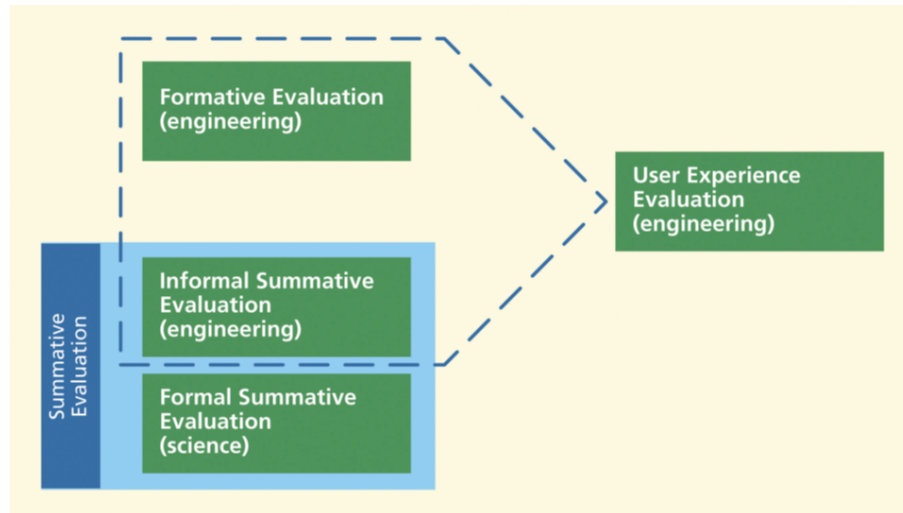 Formative Evaluation
(engineering)
User Experience
Evaluation
(engineering)
Summative
Evaluation
Informal Summative
Evaluation
(engineering)
Formal Summative
Evaluation
(science)